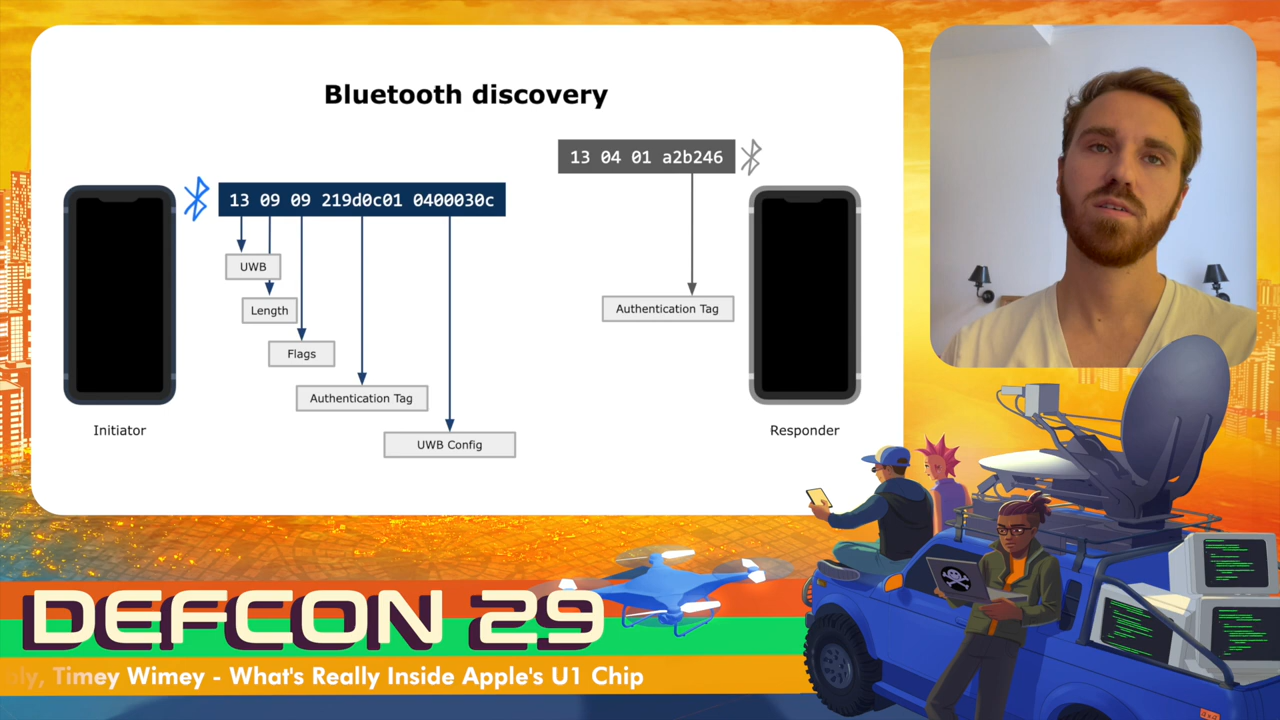 Bluetooth discovery
13 04 01 a2b246
13 09 09 219d0c01 0400030c
UWB
Length
Flags
Authentication Tag
UWB Config
Authentication Tag
Initiator
Responder
DEFCON 29
Timey Wimey - What's Really Inside Apple's U1 Chip